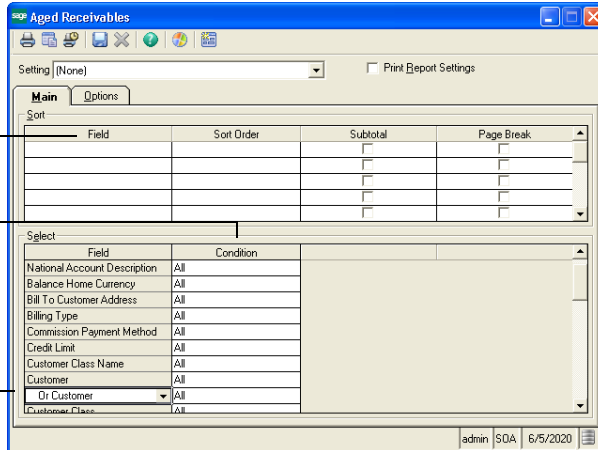 sage Aged Receivables
Setting (None) Print Report Settings
Main Options
Sort
Field Sort Order Subtotal Page Break
Select
Field Condition
National Account Description All
Balance Home Currency All
Bill To Customer Address All
Billing Type All
Commission Payment Method All
Credit Limit All
Customer Class Name All
Customer All
Or Customer All
Customer Class All
admin SOA 6/5/2020